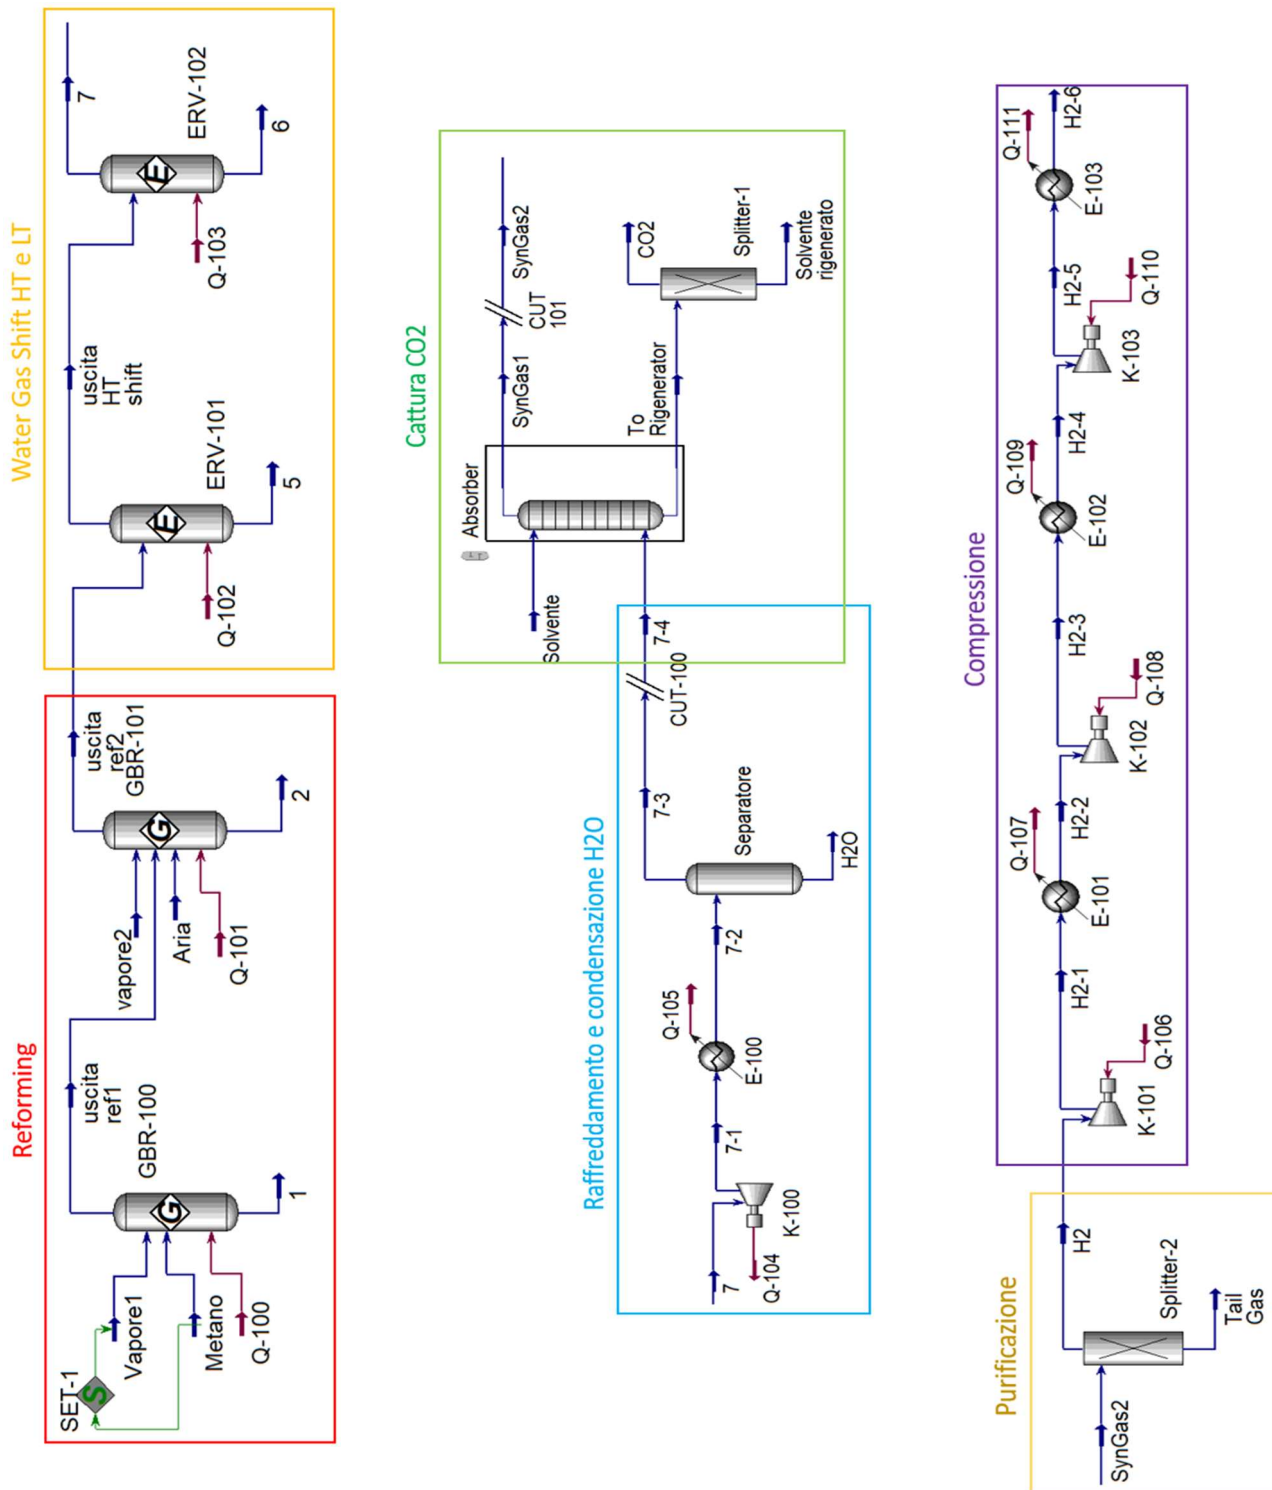 Reforming
SET-1
Vapore1
Metano
Q-100
GBR-100
1
uscita
ref1
vapore2
Aria
Q-101
uscita
ref2
GBR-101
2
Water Gas Shift HT e LT
Q-102
ERV-101
5
uscita
HT
shift
Q-103
ERV-102
6
7
Raffreddamento e condensazione H2O
7
Q-104
K-100
7-1
Q-105
E-100
7-2
Separatore
H2O
7-3
CUT-100
7-4
Cattura CO2
Solvente
Absorber
SynGas1
To
Rigenerator
CUT
101
SynGas2
CO2
Splitter-1
Solvente
rigenerato
Purificazione
SynGas2
Splitter-2
Tail
Gas
H2
Compressione
K-101
Q-106
H2-1
Q-107
E-101
H2-2
K-102
Q-108
H2-3
Q-109
E-102
H2-4
K-103
Q-110
H2-5
Q-111
E-103
H2-6
G
G
E
E
S